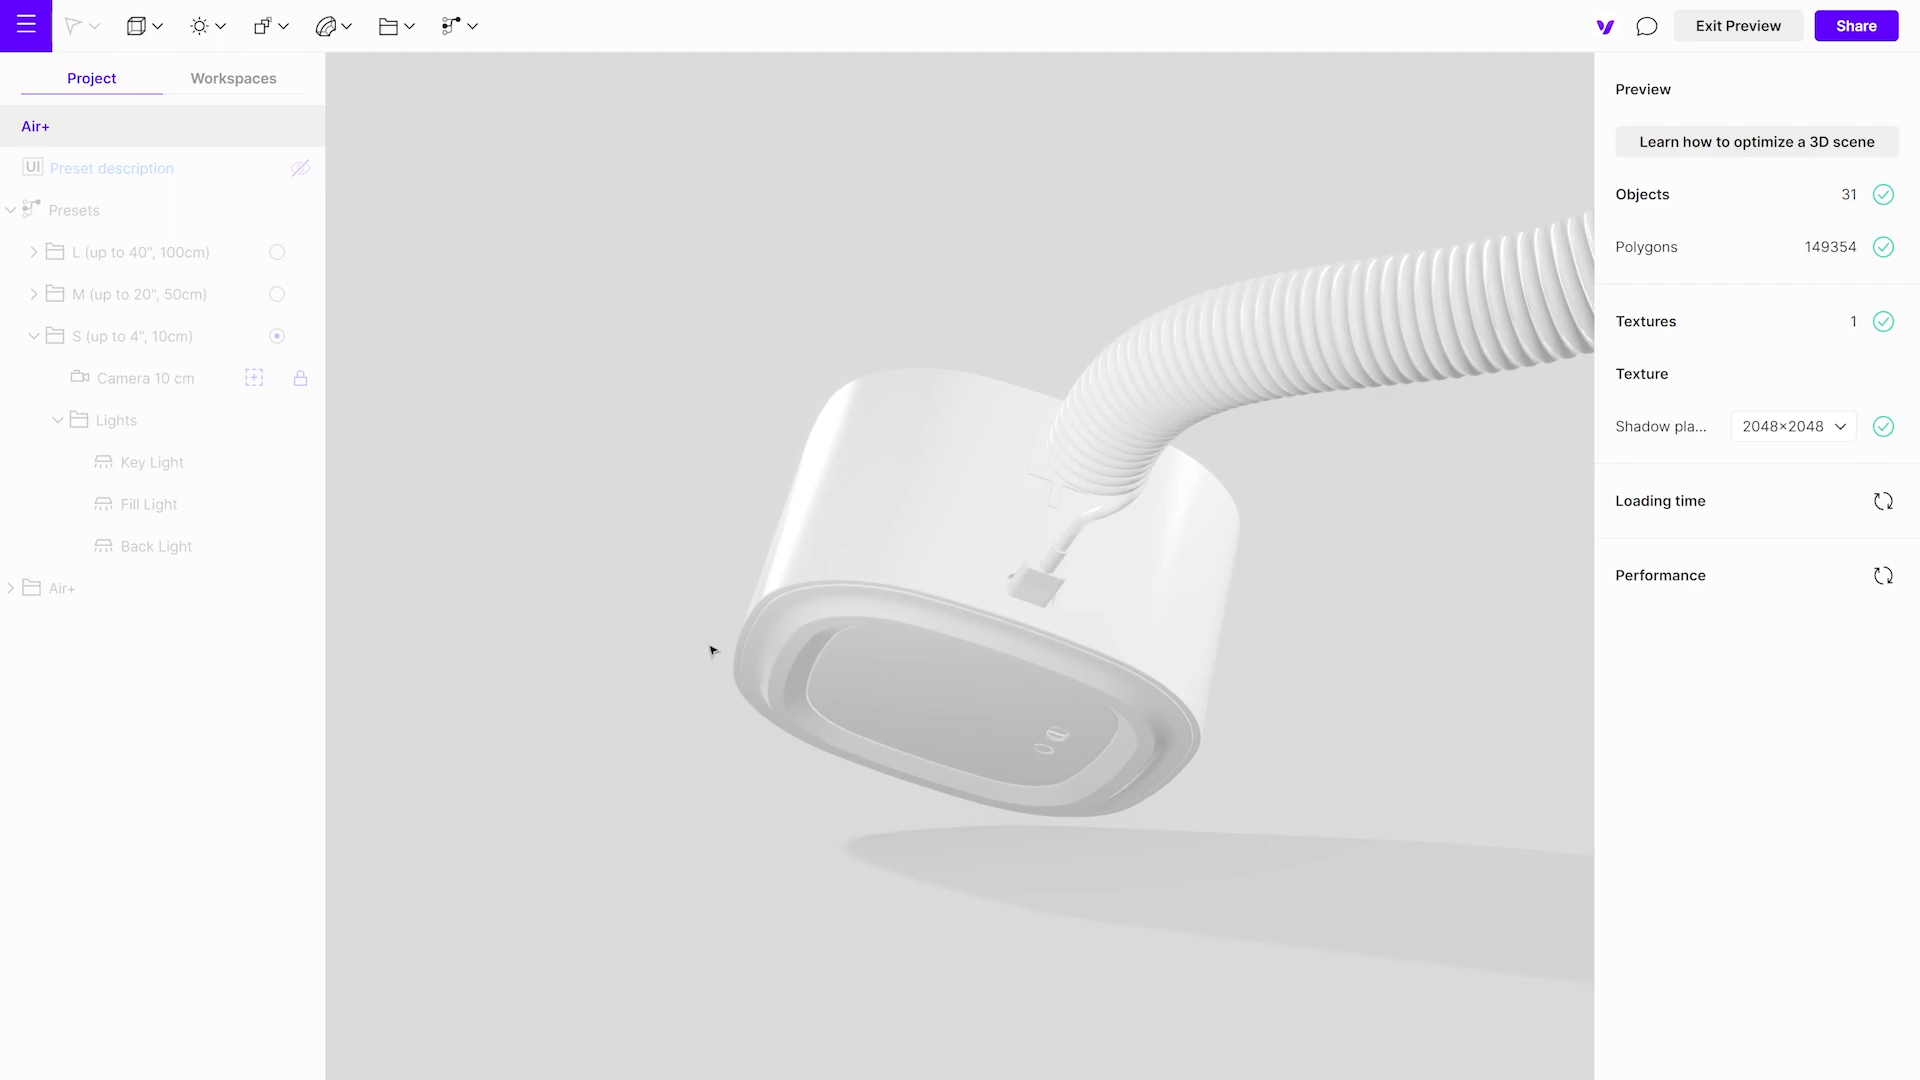 Exit Preview
Share
Project
Workspaces
Air+
UI Preset description
Presets
L (up to 40", 100cm)
M (up to 20", 50cm)
S (up to 4", 10cm)
Camera 10 cm
Lights
Key Light
Fill Light
Back Light
Air+
Preview
Learn how to optimize a 3D scene
Objects 31
Polygons 149354
Textures 1
Texture
Shadow pla... 2048×2048
Loading time
Performance